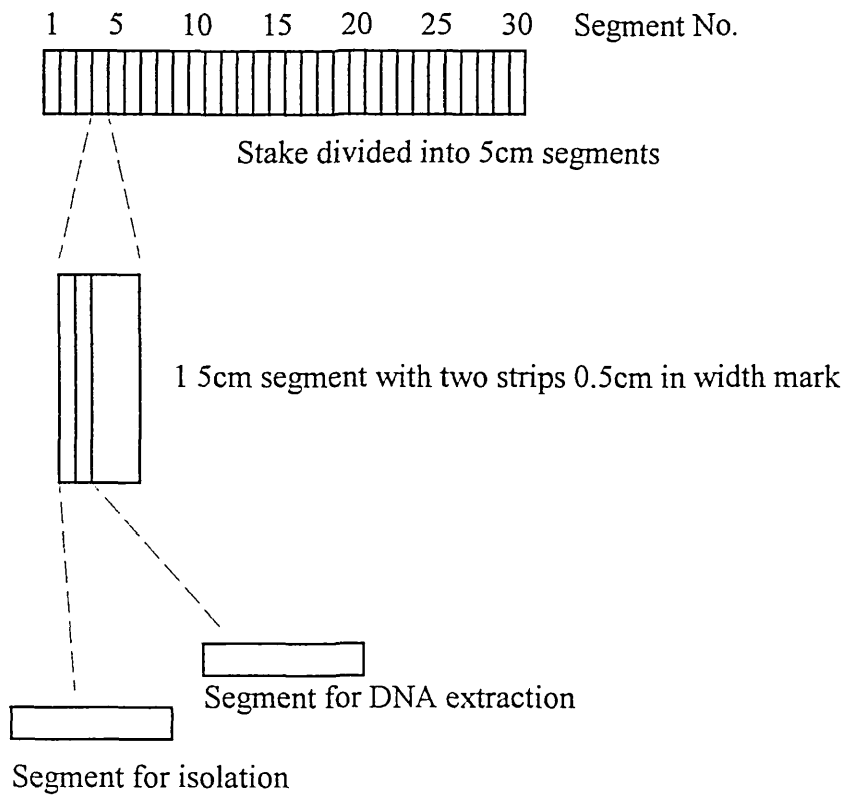 1 5 10 15 20 25 30 Segment No.
Stake divided into 5cm segments
1 5cm segment with two strips 0.5cm in width mark
Segment for DNA extraction
Segment for isolation